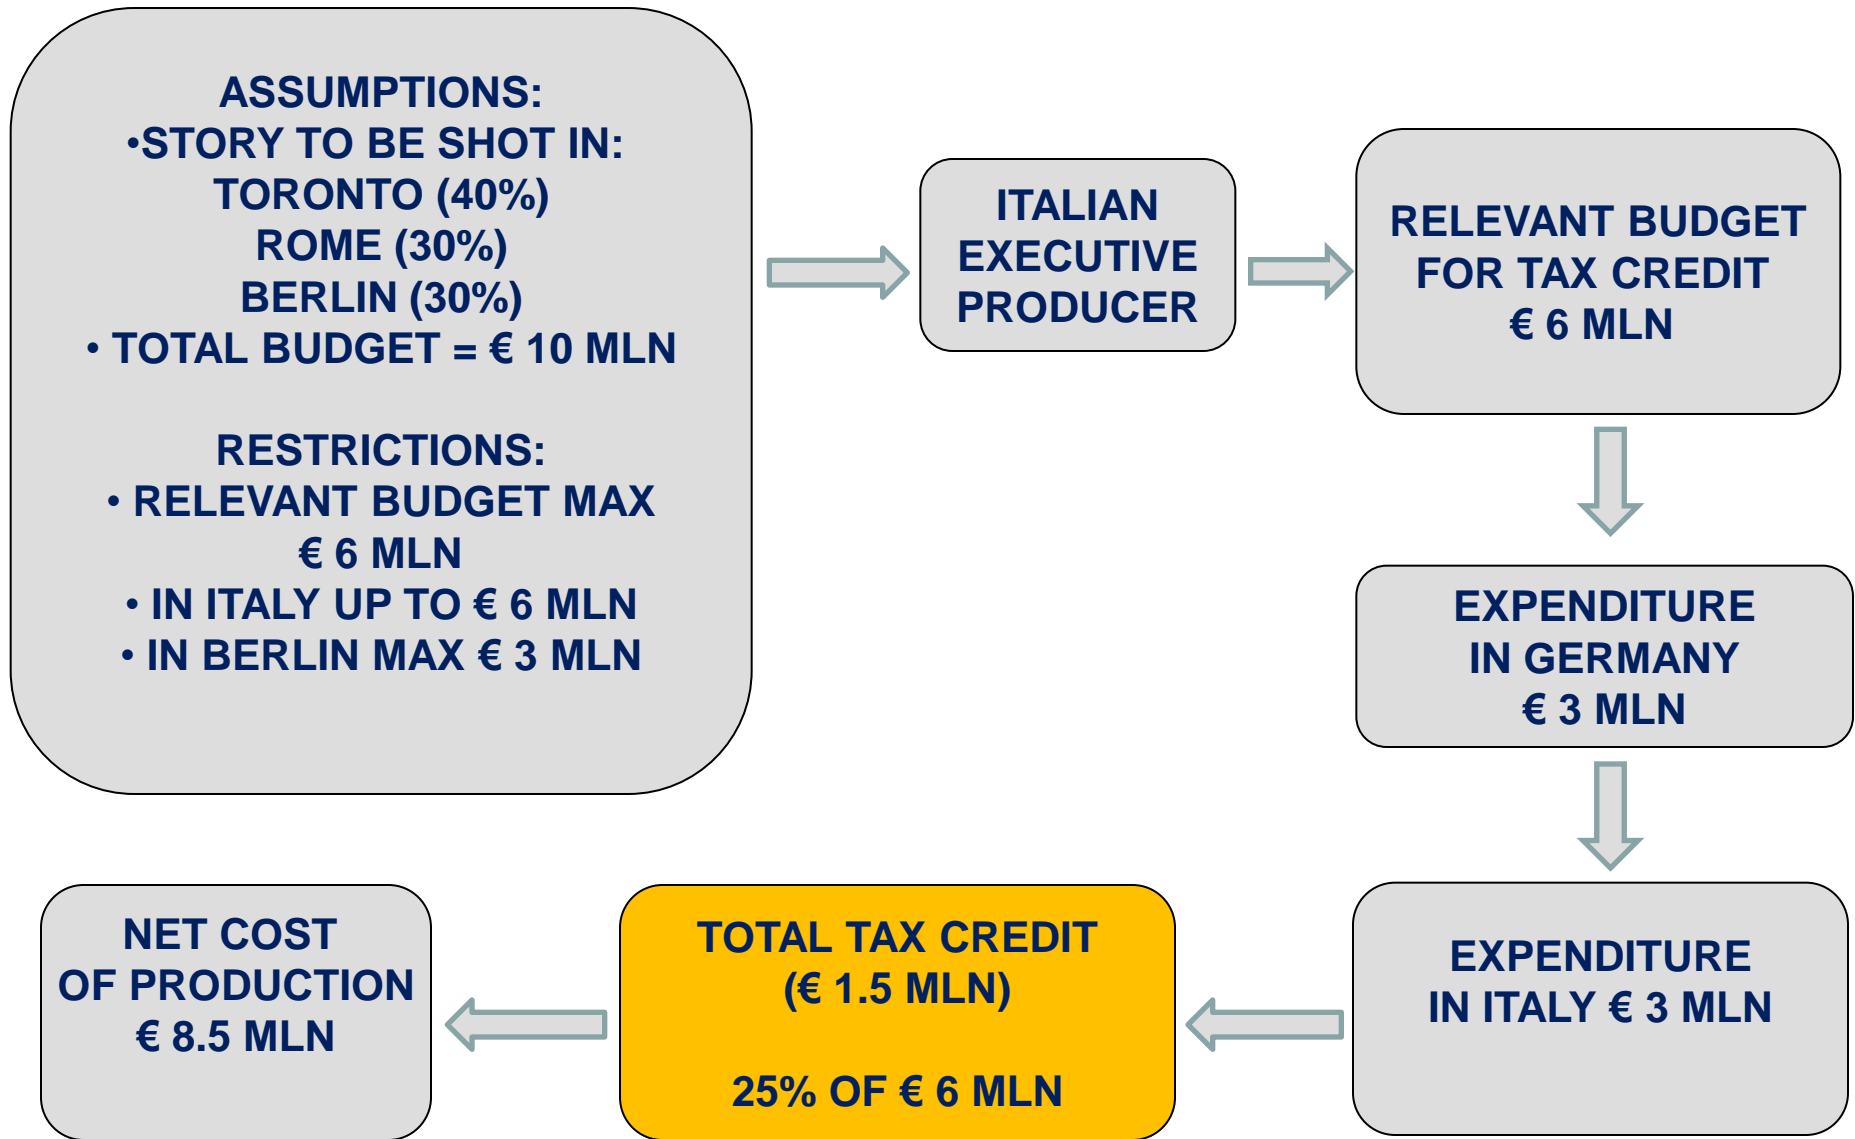 ASSUMPTIONS:
•STORY TO BE SHOT IN:
TORONTO (40%)
ROME (30%)
BERLIN (30%)
• TOTAL BUDGET = € 10 MLN
RESTRICTIONS:
• RELEVANT BUDGET MAX
€ 6 MLN
• IN ITALY UP TO € 6 MLN
• IN BERLIN MAX € 3 MLN
ITALIAN
EXECUTIVE
PRODUCER
RELEVANT BUDGET
FOR TAX CREDIT
€ 6 MLN
EXPENDITURE
IN GERMANY
€ 3 MLN
EXPENDITURE
IN ITALY € 3 MLN
TOTAL TAX CREDIT
(€ 1.5 MLN)
25% OF € 6 MLN
NET COST
OF PRODUCTION
€ 8.5 MLN